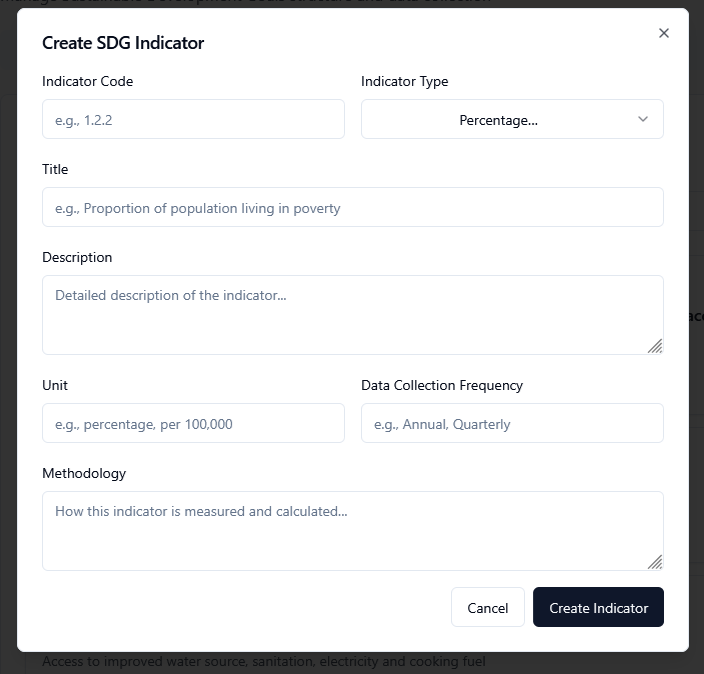 Create SDG Indicator
Indicator Code
Indicator Type
e.g., 1.2.2
Percentage...
Title
e.g., Proportion of population living in poverty
Description
Detailed description of the indicator...
Unit
Data Collection Frequency
e.g., percentage, per 100,000
e.g., Annual, Quarterly
Methodology
How this indicator is measured and calculated...
Cancel
Create Indicator
Access to improved water source, sanitation, electricity and cooking fuel